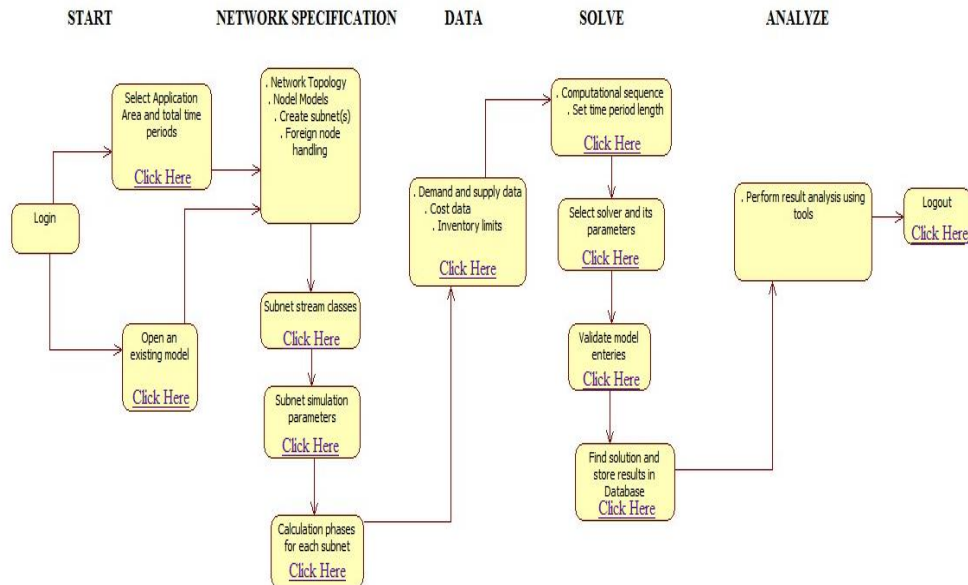 START
NETWORK SPECIFICATION
DATA
SOLVE
ANALYZE
Login
Select Application
Area and total time
periods
Click Here
Open an
existing model
Click Here
. Network Topology
. Nodel Models
. Create subnet(s)
. Foreign node
handling
Subnet stream classes
Click Here
Subnet simulation
parameters
Click Here
Calculation phases
for each subnet
Click Here
. Demand and supply data
. Cost data
. Inventory limits
Click Here
. Computational sequence
. Set time period length
Click Here
Select solver and its
parameters
Click Here
Validate model
enteries
Click Here
Find solution and
store results in
Database
Click Here
. Perform result analysis using
tools
Logout
Click Here